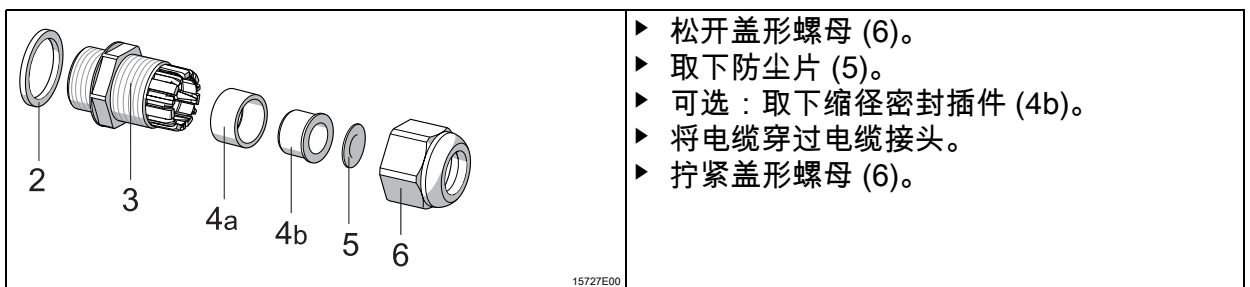 2
3
4a
4b
5
6
15727E00
▶ 松开盖形螺母 (6)。
▶ 取下防尘片 (5)。
▶ 可选：取下缩径密封插件 (4b)。
▶ 将电缆穿过电缆接头。
▶ 拧紧盖形螺母 (6)。